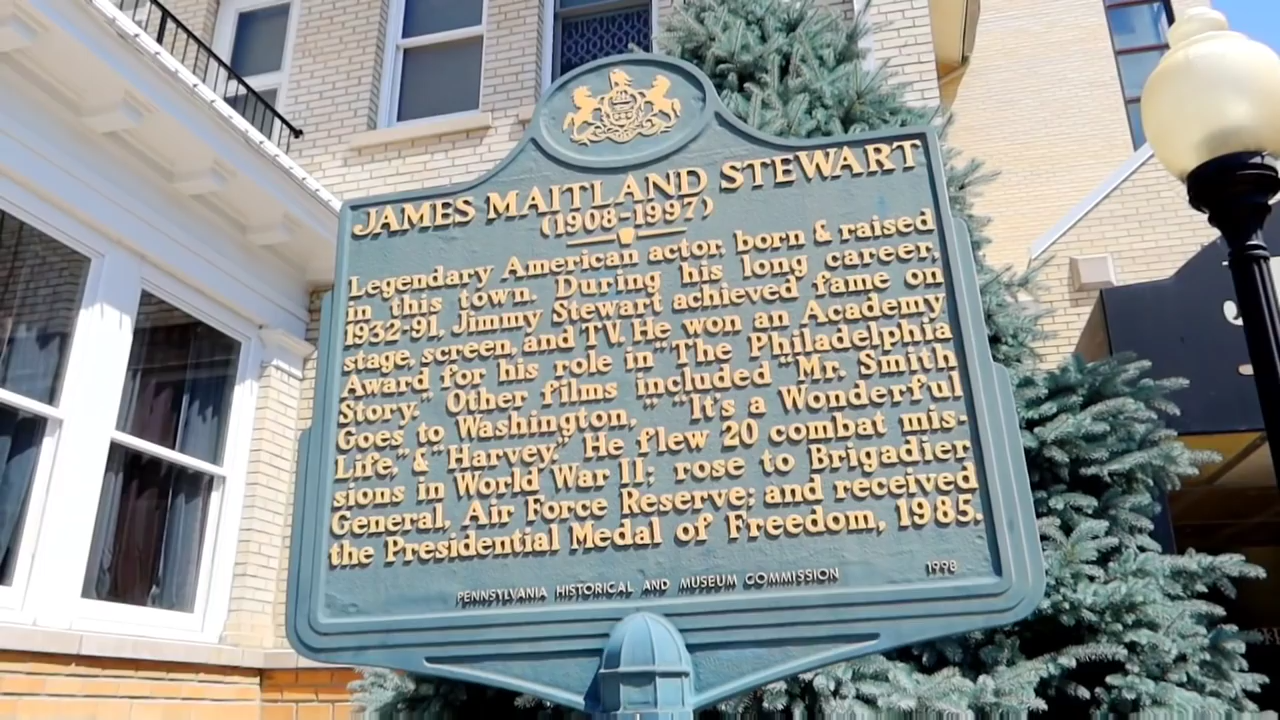 JAMES MAITLAND STEWART
(1908-1997)
Legendary American actor, born & raised
in this town. During his long career,
1932-91, Jimmy Stewart achieved fame on
stage, screen, and TV. He won an Academy
Award for his role in "The Philadelphia
Story." Other films included "Mr. Smith
Goes to Washington," "It's a Wonderful
Life," & "Harvey." He flew 20 combat mis-
sions in World War II; rose to Brigadier
General, Air Force Reserve; and received
the Presidential Medal of Freedom, 1985.
PENNSYLVANIA HISTORICAL AND MUSEUM COMMISSION 1998